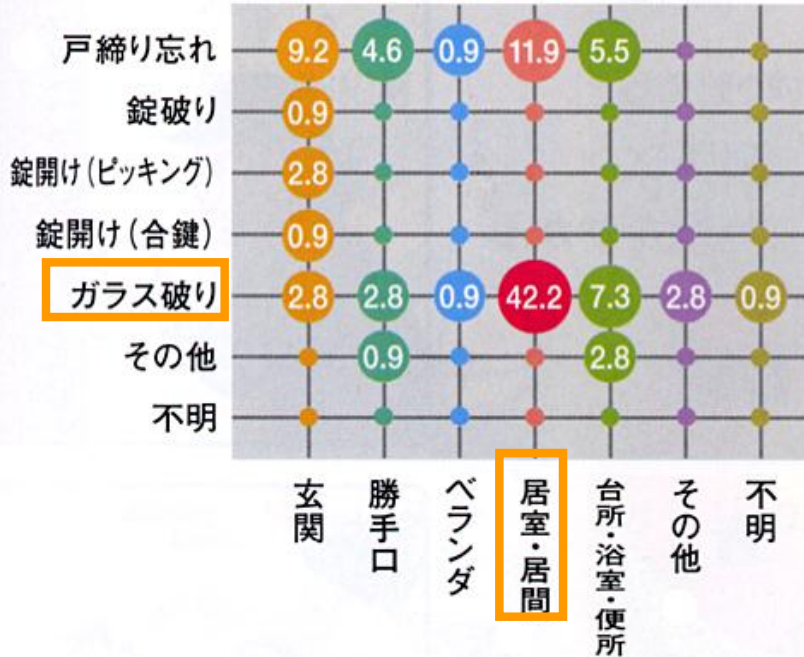 戸締り忘れ 9.2 4.6 0.9 11.9 5.5
錠破り 0.9
錠開け(ピッキング) 2.8
錠開け(合鍵) 0.9
ガラス破り 2.8 2.8 0.9 42.2 7.3 2.8 0.9
その他 0.9 2.8
不明
玄関
勝手口
ベランダ
居室・居間
台所・浴室・便所
その他
不明